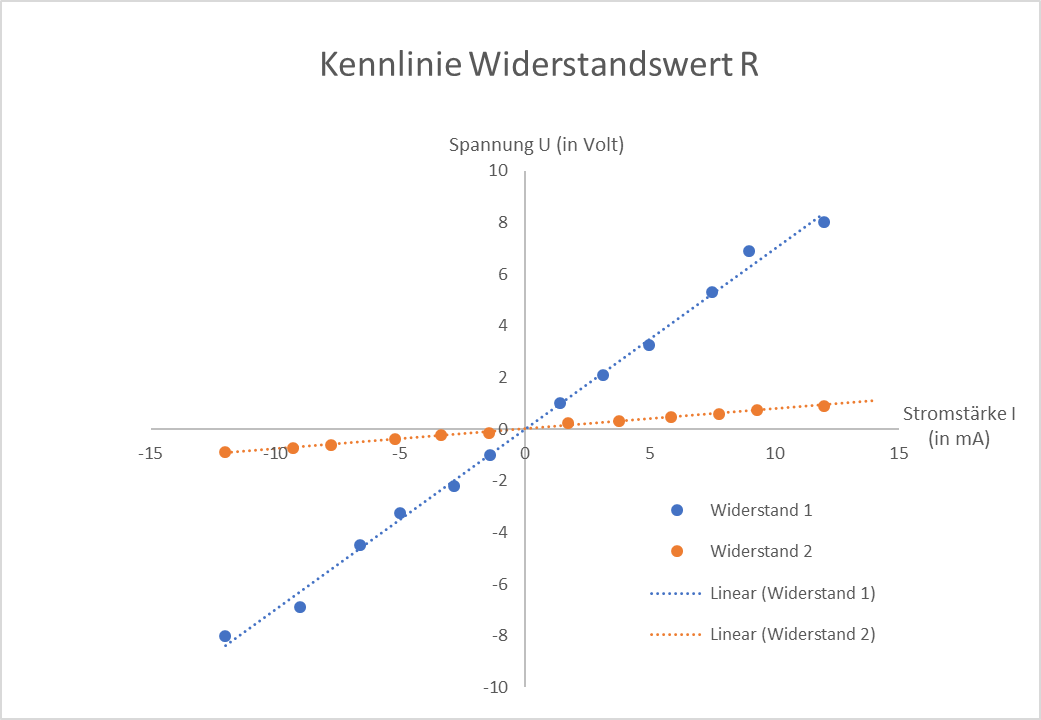 Kennlinie Widerstandswert R
Spannung U (in Volt)
10
8
6
4
2
0
-2
-4
-6
-8
-10
-15
-10
-5
0
5
10
15
Stromstärke I
(in mA)
Widerstand 1
Widerstand 2
Linear (Widerstand 1)
Linear (Widerstand 2)